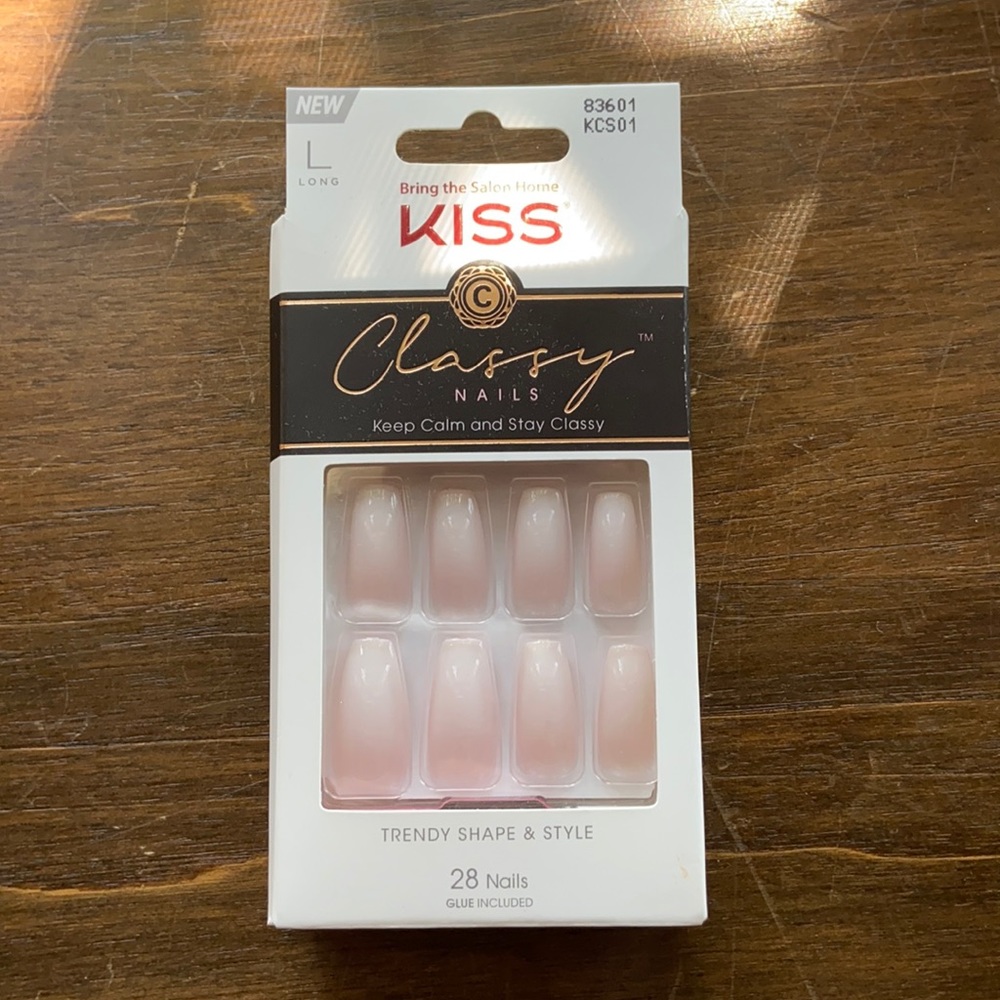 NEW
83601
KCS01
L
LONG
Bring the Salon Home
KISS
C
Classy™
NAILS
Keep Calm and Stay Classy
TRENDY SHAPE & STYLE
28 Nails
GLUE INCLUDED